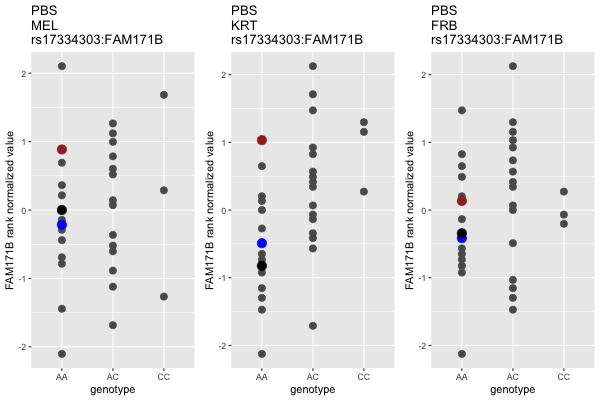 PBS
MEL
rs17334303:FAM171B
FAM171B rank normalized value
2
1
0
-1
-2
AA
AC
CC
genotype
PBS
KRT
rs17334303:FAM171B
FAM171B rank normalized value
2
1
0
-1
-2
AA
AC
CC
genotype
PBS
FRB
rs17334303:FAM171B
FAM171B rank normalized value
2
1
0
-1
-2
AA
AC
CC
genotype